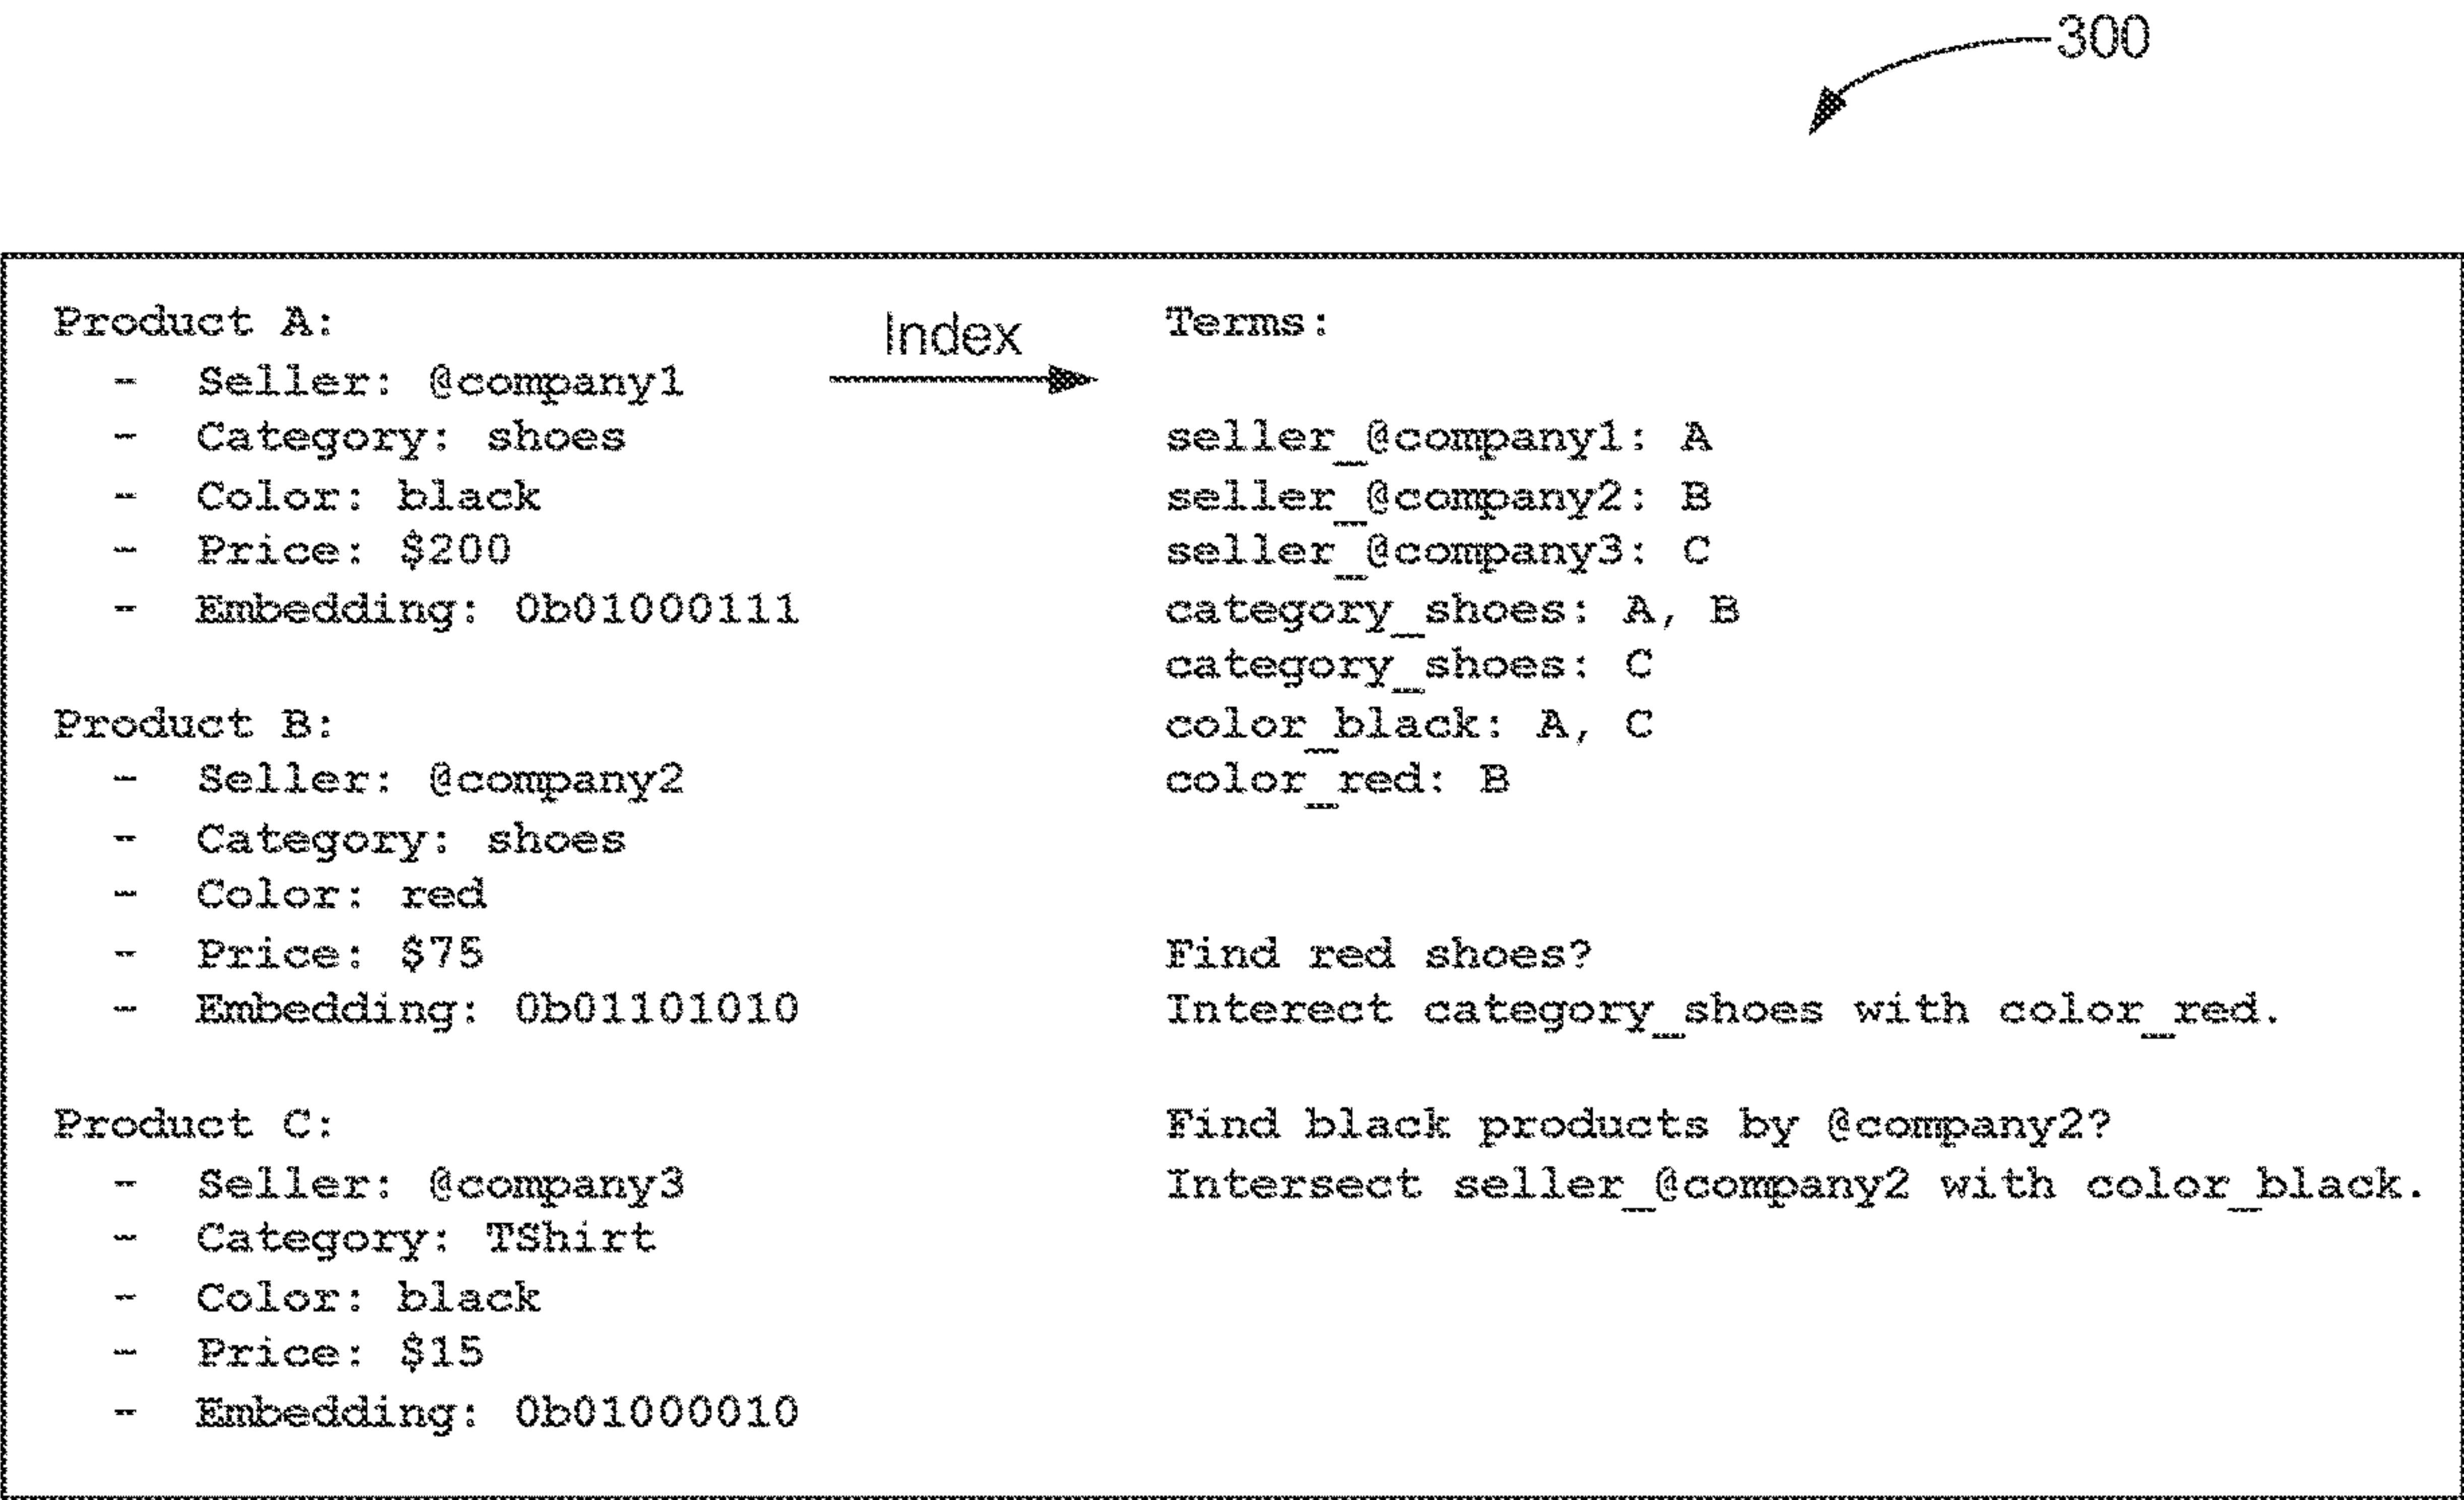 300
Product A:
- Seller: @company1
- Category: shoes
- Color: black
- Price: $200
- Embedding: 0b01000111
Product B:
- Seller: @company2
- Category: shoes
- Color: red
- Price: $75
- Embedding: 0b01101010
Product C:
- Seller: @company3
- Category: TShirt
- Color: black
- Price: $15
- Embedding: 0b01000010
Index
Terms:
seller_@company1: A
seller_@company2: B
seller_@company3: C
category_shoes: A, B
category_shoes: C
color_black: A, C
color_red: B
Find red shoes?
Interect category_shoes with color_red.
Find black products by @company2?
Intersect seller_@company2 with color_black.